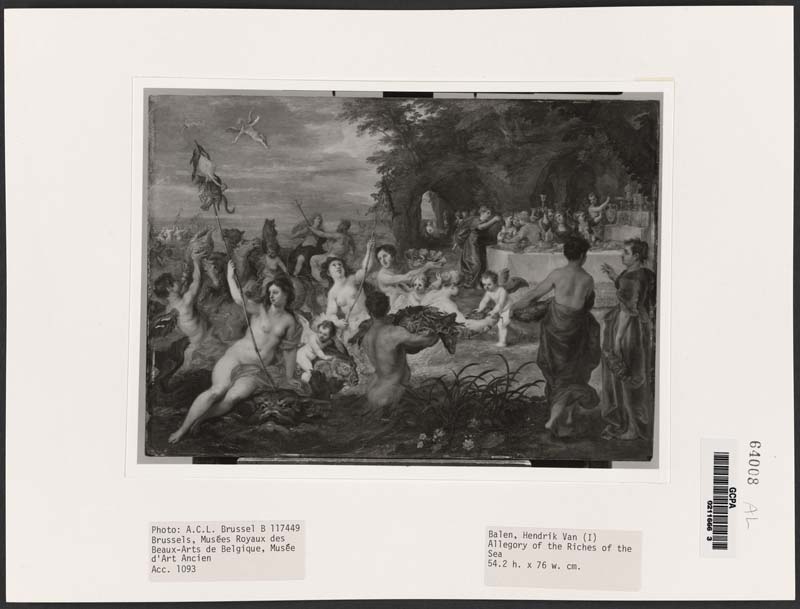 Photo: A.C.L. Brussel B 117449
Brussels, Musées Royaux des
Beaux-Arts de Belgique, Musée
d'Art Ancien
Acc. 1093
Balen, Hendrik Van (I)
Allegory of the Riches of the
Sea
54.2 h. x 76 w. cm.
64008 AL
GCPA
0211666 3